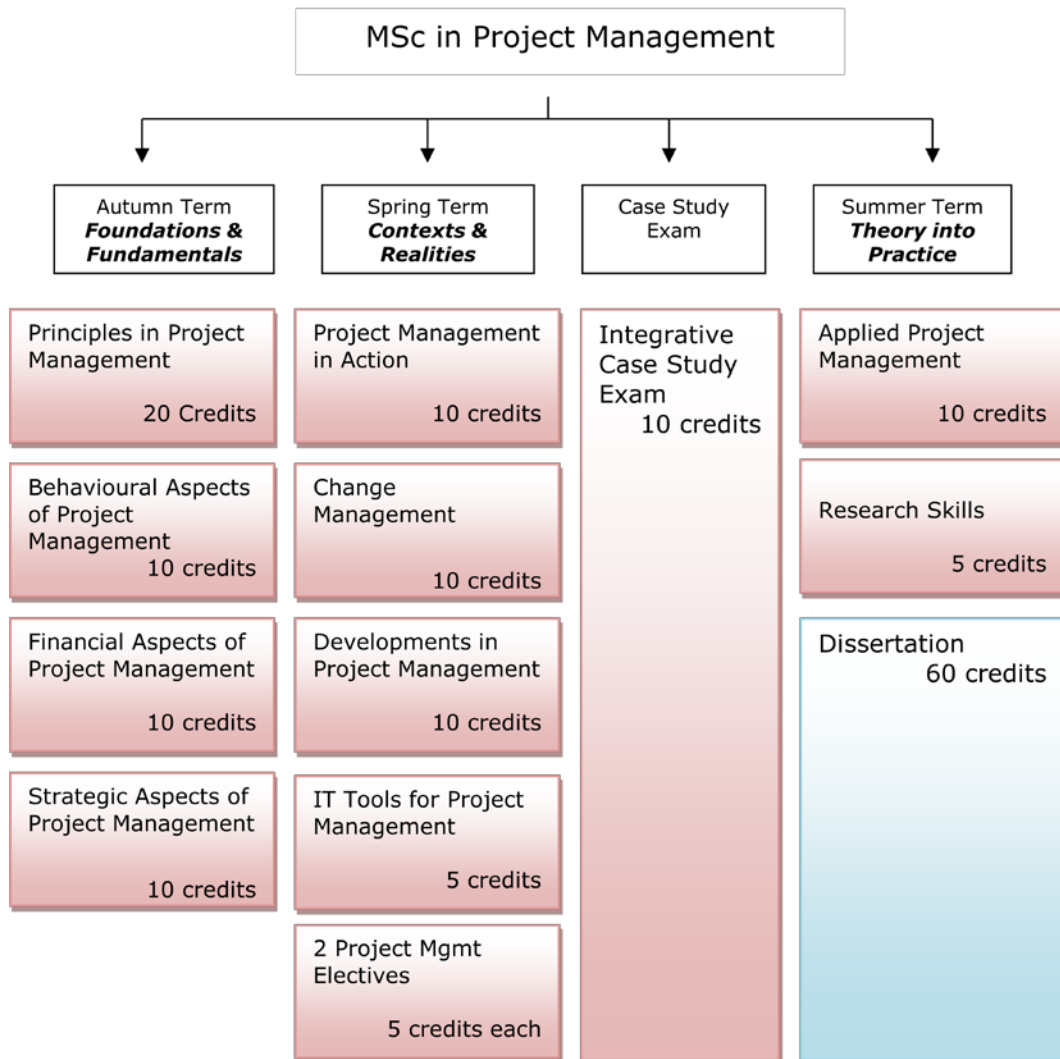 MSc in Project Management
Autumn Term
Foundations &
Fundamentals
Spring Term
Contexts &
Realities
Case Study
Exam
Summer Term
Theory into
Practice
Principles in Project
Management
20 Credits
Behavioural Aspects
of Project
Management
10 credits
Financial Aspects of
Project Management
10 credits
Strategic Aspects of
Project Management
10 credits
Project Management
in Action
10 credits
Change
Management
10 credits
Developments in
Project Management
10 credits
IT Tools for Project
Management
5 credits
2 Project Mgmt
Electives
5 credits each
Integrative
Case Study
Exam
10 credits
Applied Project
Management
10 credits
Research Skills
5 credits
Dissertation
60 credits